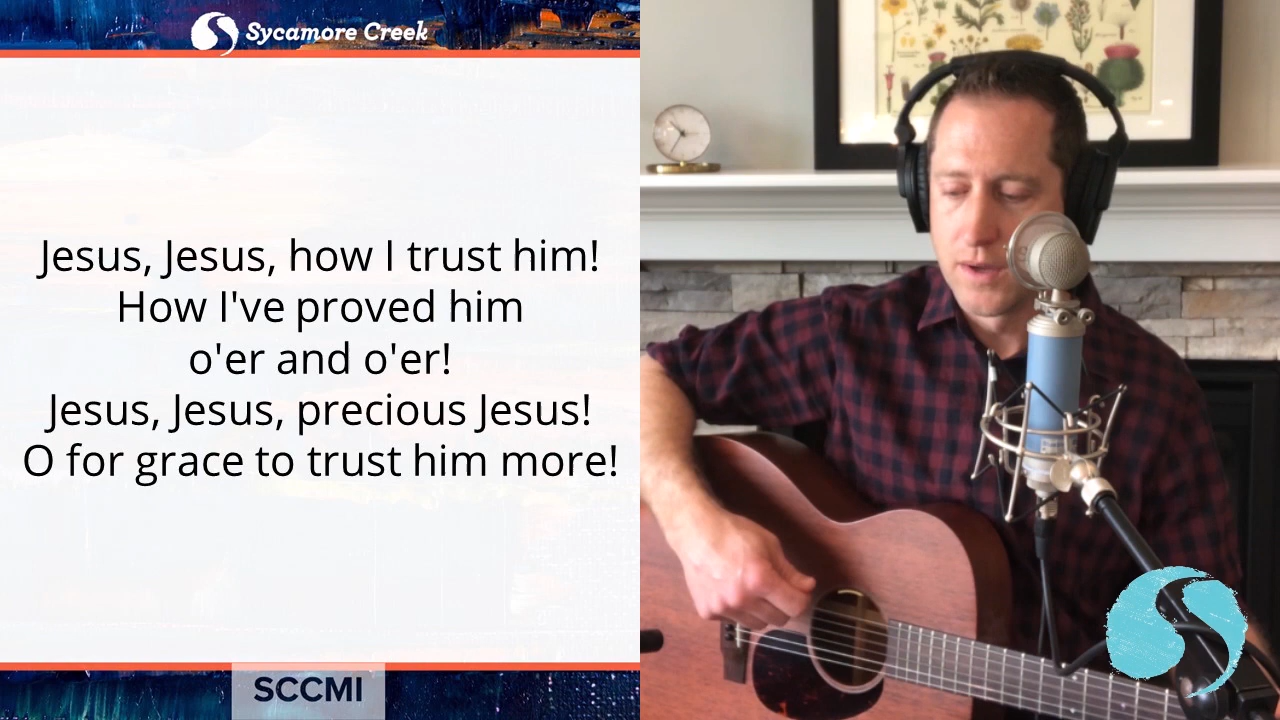 Sycamore Creek
Jesus, Jesus, how I trust him!
How I've proved him
o'er and o'er!
Jesus, Jesus, precious Jesus!
O for grace to trust him more!
SCCMI